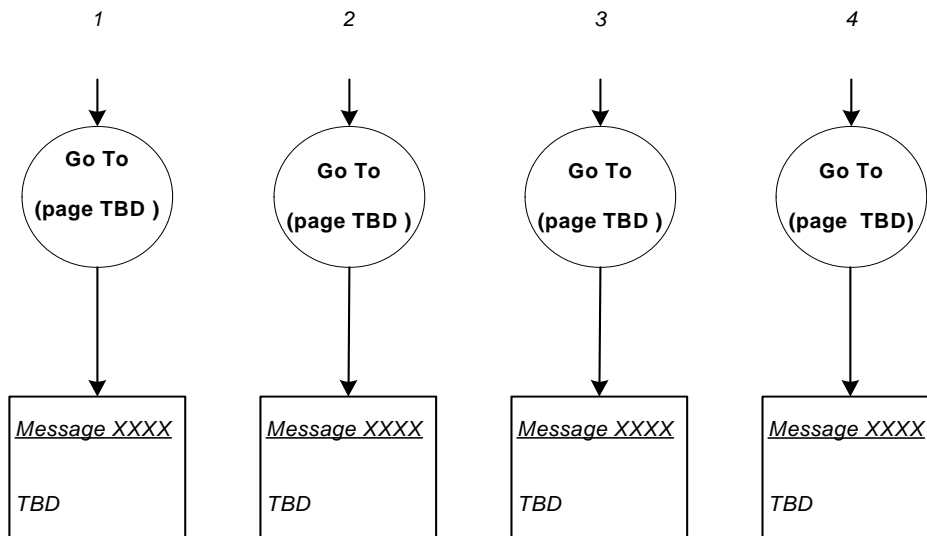 1
2
3
4
Go To
(page TBD )
Go To
(page TBD )
Go To
(page TBD )
Go To
(page TBD)
Message XXXX
TBD
Message XXXX
TBD
Message XXXX
TBD
Message XXXX
TBD